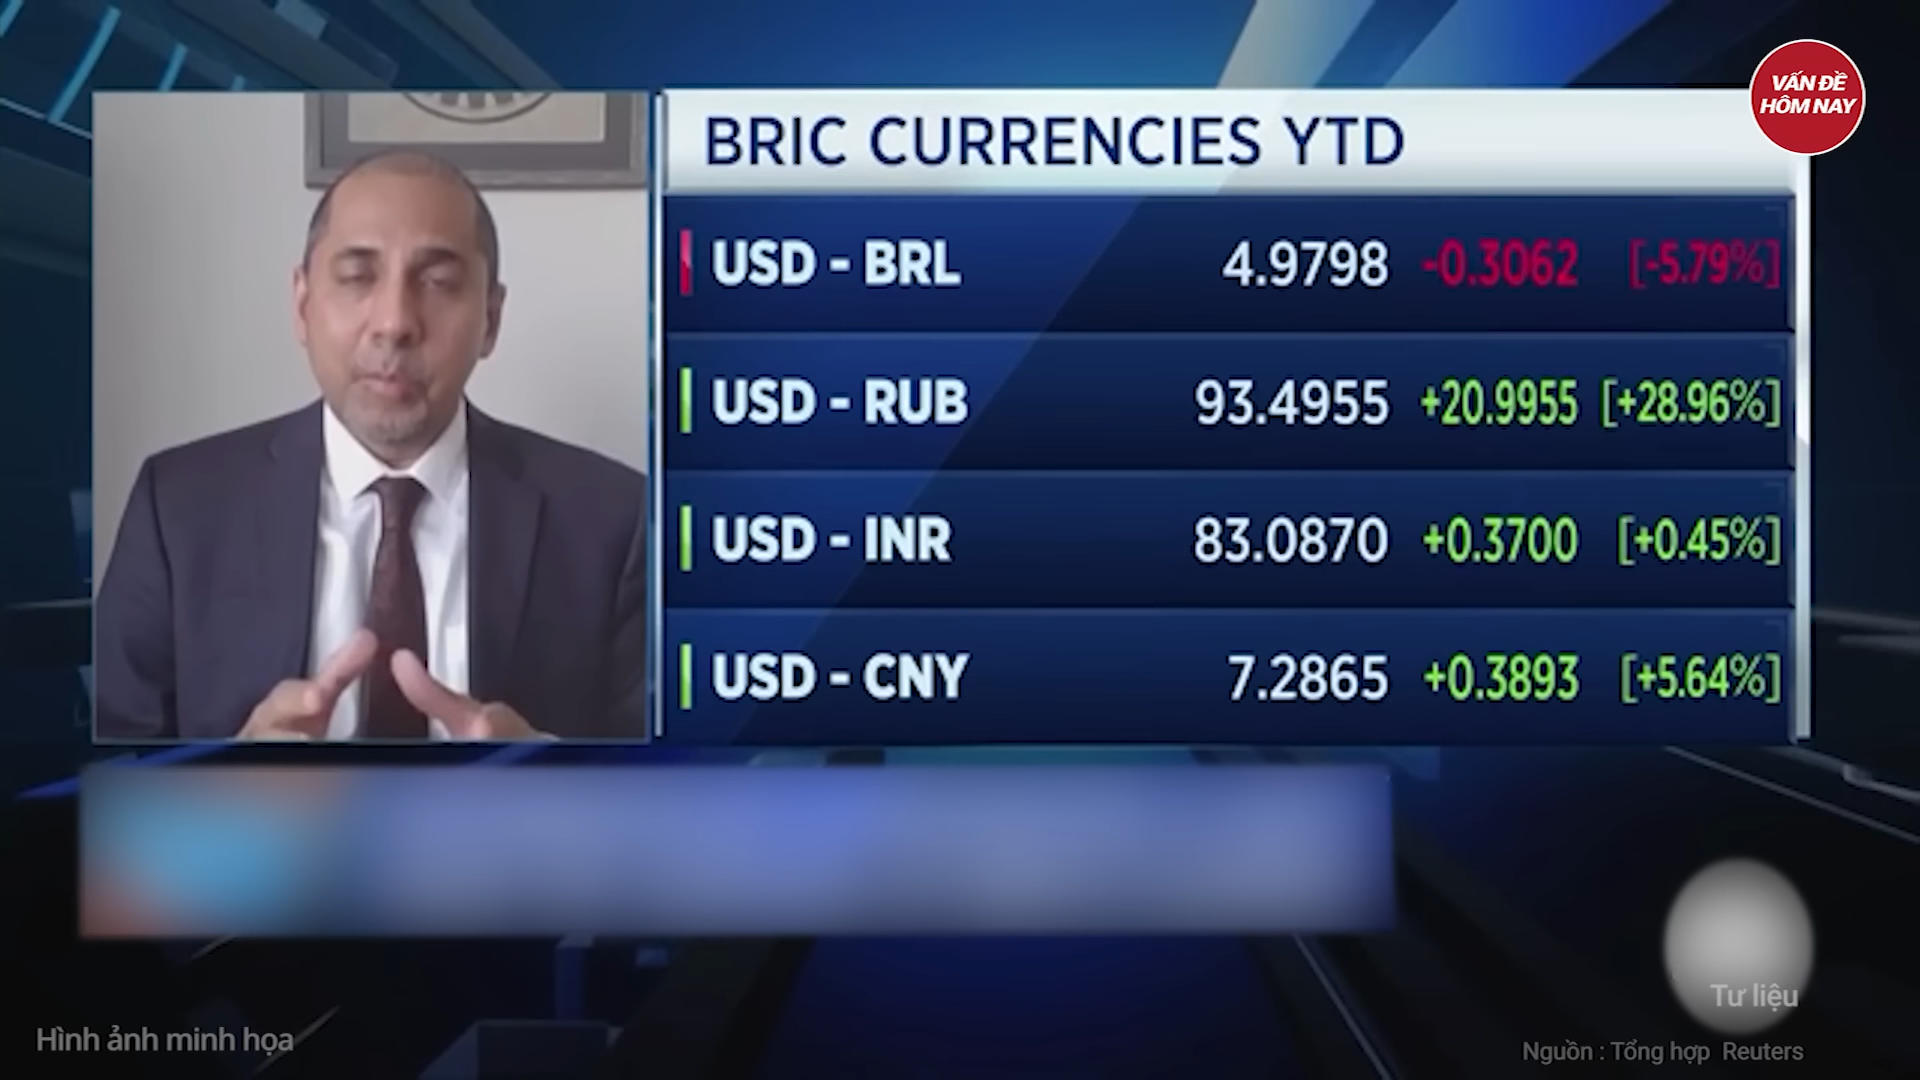 VẤN ĐỀ
HÔM NAY
BRIC CURRENCIES YTD
USD - BRL 4.9798 -0.3062 [-5.79%]
USD - RUB 93.4955 +20.9955 [+28.96%]
USD - INR 83.0870 +0.3700 [+0.45%]
USD - CNY 7.2865 +0.3893 [+5.64%]
Tư liệu
Hình ảnh minh họa
Nguồn : Tổng hợp Reuters